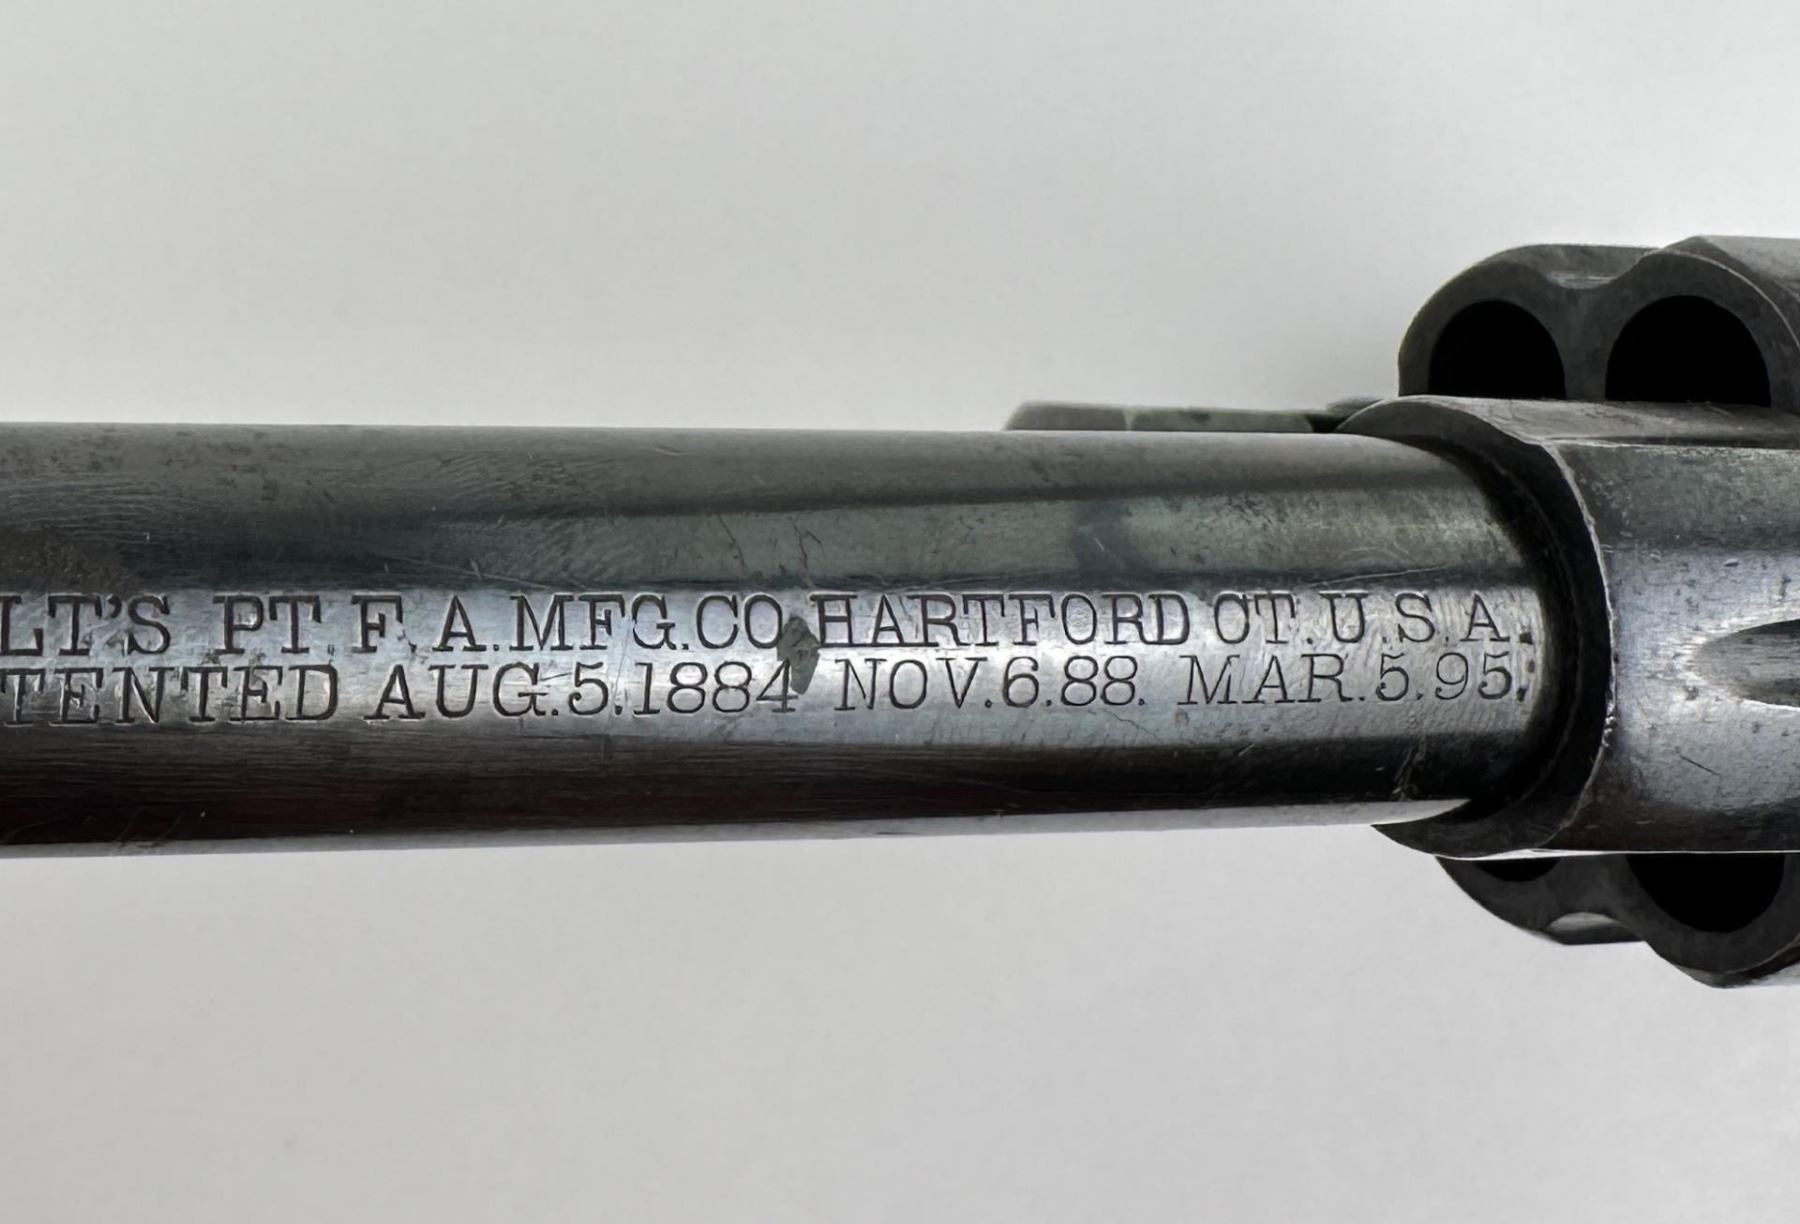 LT'S PT. F. A. MFG. CO HARTFORD CT. U.S.A.
TENTED AUG. 5. 1884 NOV. 6. 88. MAR. 5. 95.